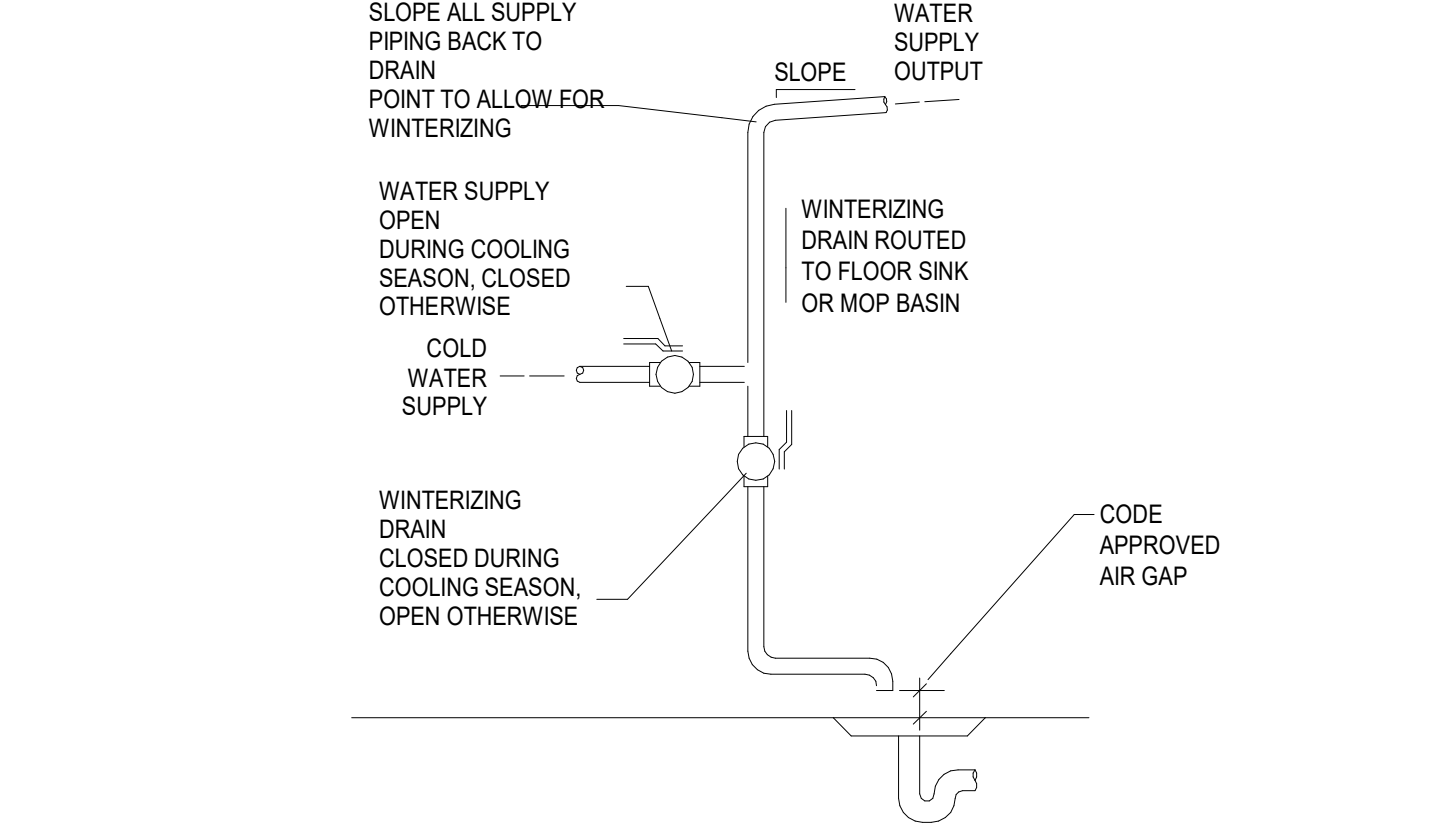 SLOPE ALL SUPPLY
PIPING BACK TO
DRAIN
POINT TO ALLOW FOR
WINTERIZING
SLOPE
WATER
SUPPLY
OUTPUT
WATER SUPPLY
OPEN
DURING COOLING
SEASON, CLOSED
OTHERWISE
WINTERIZING
DRAIN ROUTED
TO FLOOR SINK
OR MOP BASIN
COLD
WATER
SUPPLY
WINTERIZING
DRAIN
CLOSED DURING
COOLING SEASON,
OPEN OTHERWISE
CODE
APPROVED
AIR GAP